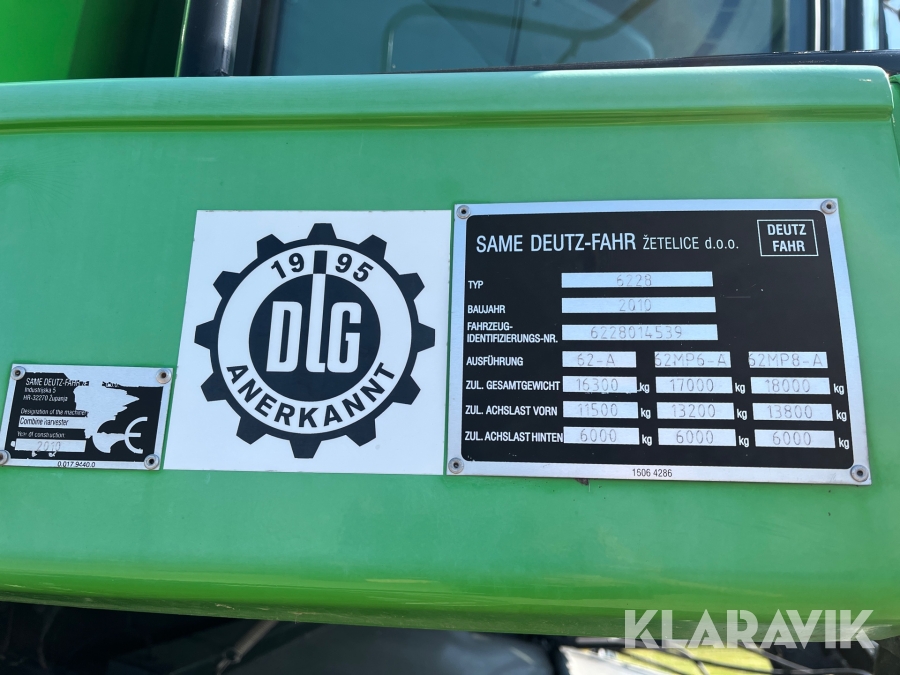 SAME DEUTZ-FAHR
Industrijska 5
HR-32270 Županja
Designation of the machine
Combine harvester
Year of construction
2010
CE
0.017.9440.0
1995
DLG
ANERKANNT
SAME DEUTZ-FAHR ŽETELICE d.o.o.
DEUTZ
FAHR
TYP 6228
BAUJAHR 2010
FAHRZEUG-
IDENTIFIZIERUNGS-NR. 6228014539
AUSFÜHRUNG 62-A 62MP6-A 62MP8-A
ZUL. GESAMTGEWICHT 16300 kg 17000 kg 18000 kg
ZUL. ACHSLAST VORN 11500 kg 13200 kg 13800 kg
ZUL. ACHSLAST HINTEN 6000 kg 6000 kg 6000 kg
1506 4286
KLARAVIK